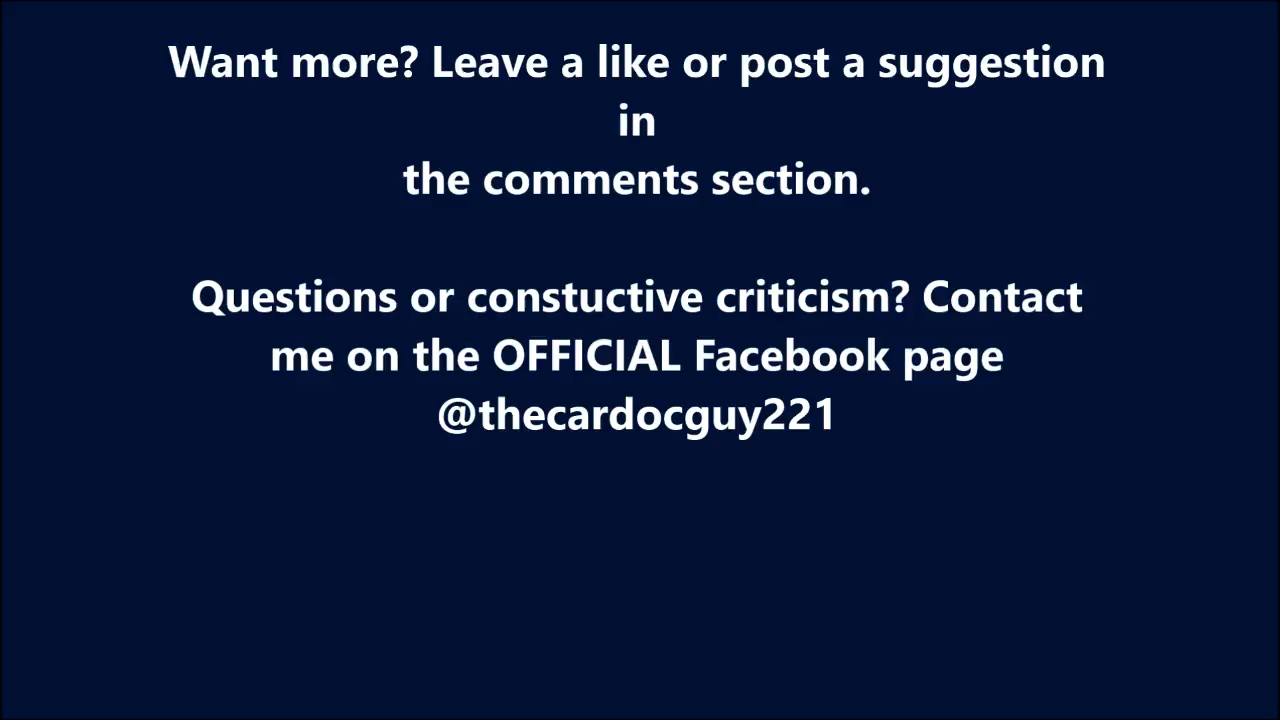 Want more? Leave a like or post a suggestion
in
the comments section.
Questions or constuctive criticism? Contact
me on the OFFICIAL Facebook page
@thecardocguy221